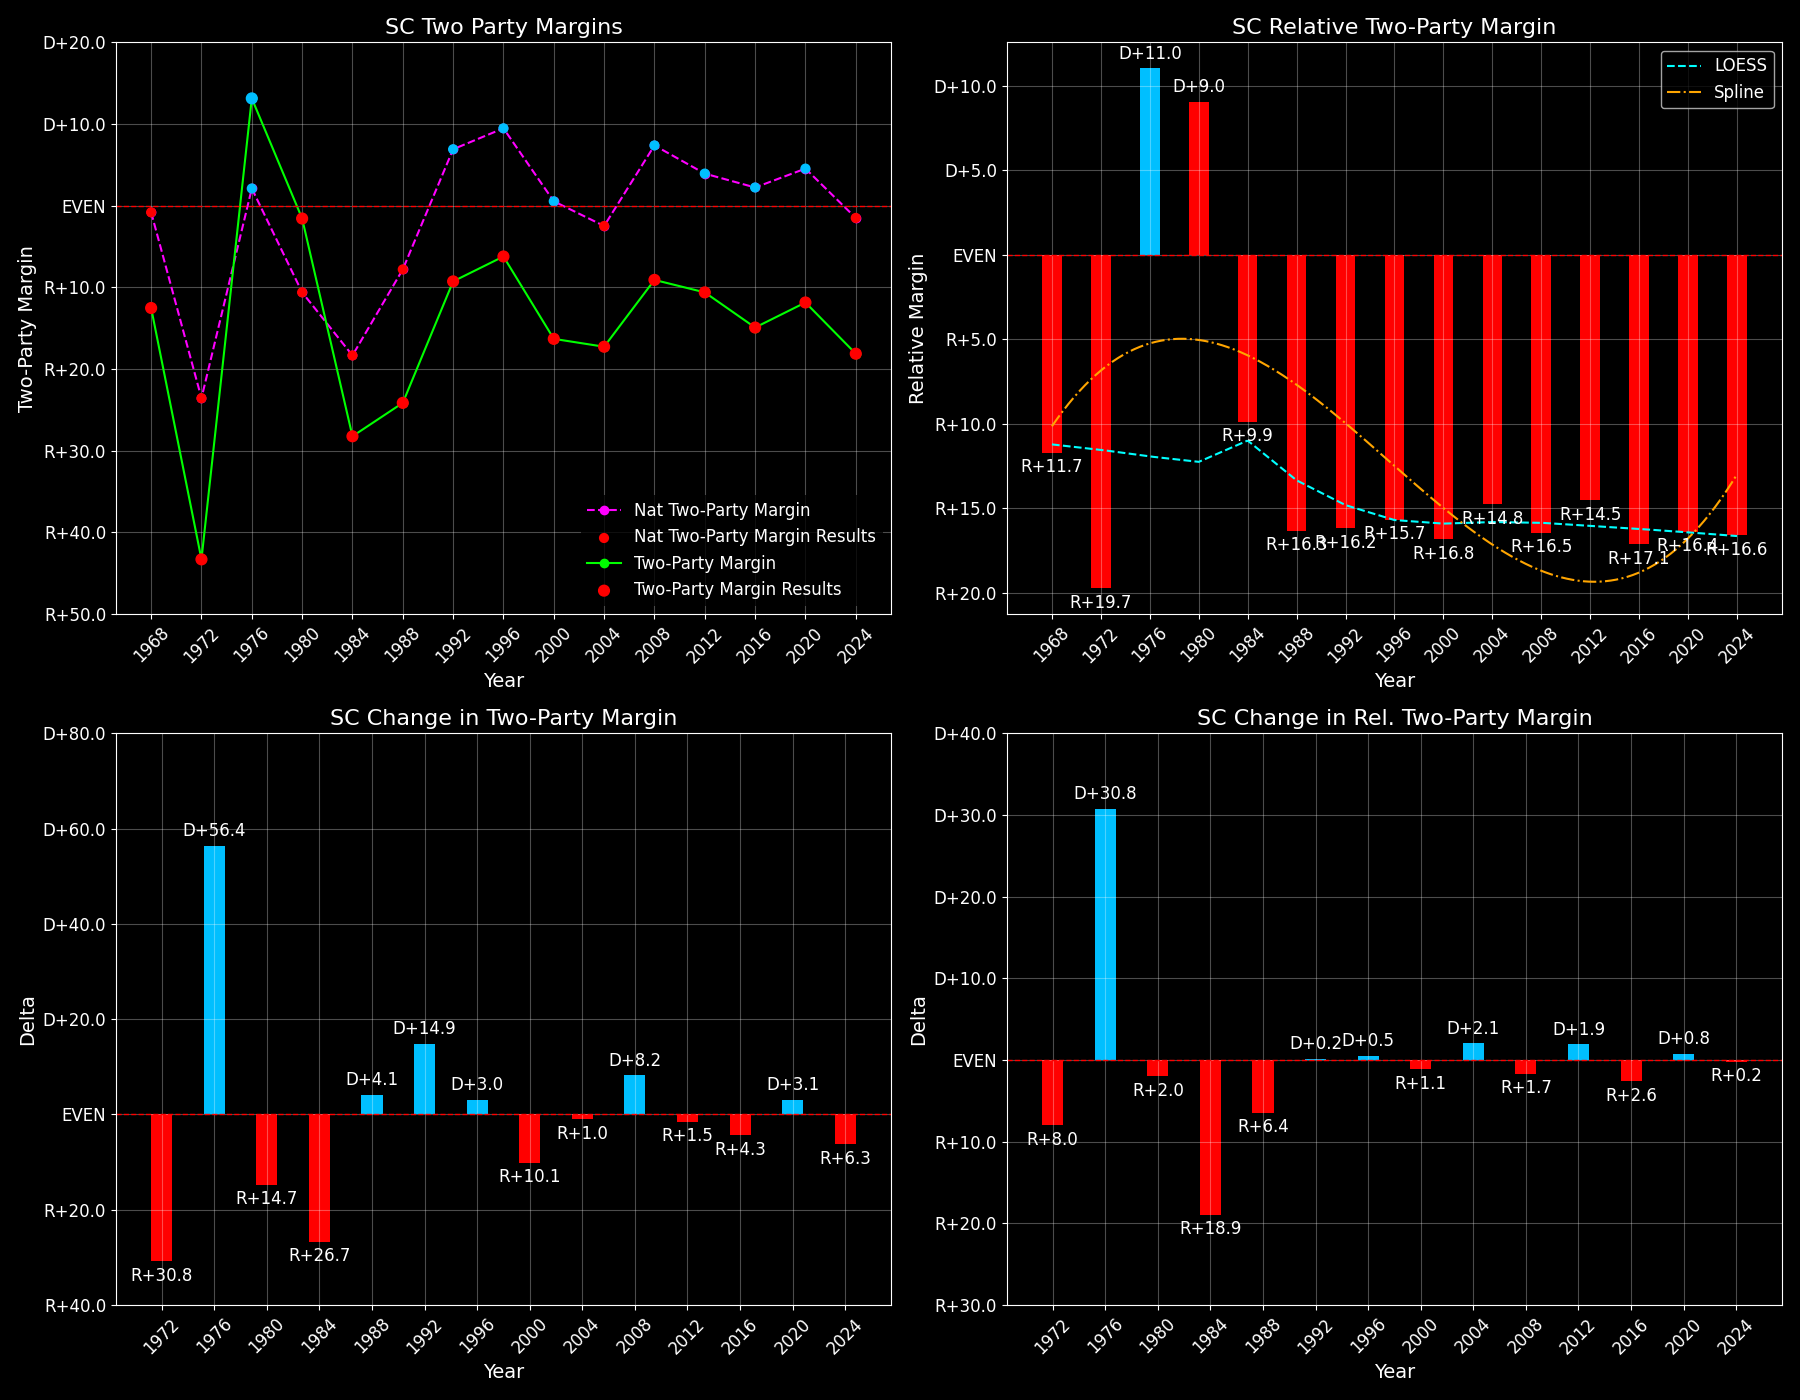 SC Two Party Margins
D+20.0
D+10.0
EVEN
R+10.0
R+20.0
R+30.0
R+40.0
R+50.0
Two-Party Margin
Nat Two-Party Margin
Nat Two-Party Margin Results
Two-Party Margin
Two-Party Margin Results
1968
1972
1976
1980
1984
1988
1992
1996
2000
2004
2008
2012
2016
2020
2024
Year
SC Relative Two-Party Margin
D+10.0
D+5.0
EVEN
R+5.0
R+10.0
R+15.0
R+20.0
Relative Margin
LOESS
Spline
R+11.7
R+19.7
D+11.0
D+9.0
R+9.9
R+16.3
R+16.2
R+15.7
R+16.8
R+14.8
R+16.5
R+14.5
R+17.1
R+16.4
R+16.6
1968
1972
1976
1980
1984
1988
1992
1996
2000
2004
2008
2012
2016
2020
2024
Year
SC Change in Two-Party Margin
D+80.0
D+60.0
D+40.0
D+20.0
EVEN
R+20.0
R+40.0
Delta
R+30.8
D+56.4
R+14.7
R+26.7
D+4.1
D+14.9
D+3.0
R+10.1
R+1.0
D+8.2
R+1.5
R+4.3
D+3.1
R+6.3
1972
1976
1980
1984
1988
1992
1996
2000
2004
2008
2012
2016
2020
2024
Year
SC Change in Rel. Two-Party Margin
D+40.0
D+30.0
D+20.0
D+10.0
EVEN
R+10.0
R+20.0
R+30.0
Delta
R+8.0
D+30.8
R+2.0
R+18.9
R+6.4
D+0.2
D+0.5
R+1.1
D+2.1
R+1.7
D+1.9
R+2.6
D+0.8
R+0.2
1972
1976
1980
1984
1988
1992
1996
2000
2004
2008
2012
2016
2020
2024
Year